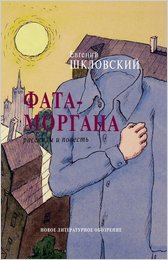 Евгений
ШКЛОВСКИЙ
ФАТА-
МОРГАНА
рассказы и повесть
НОВОЕ ЛИТЕРАТУРНОЕ ОБОЗРЕНИЕ